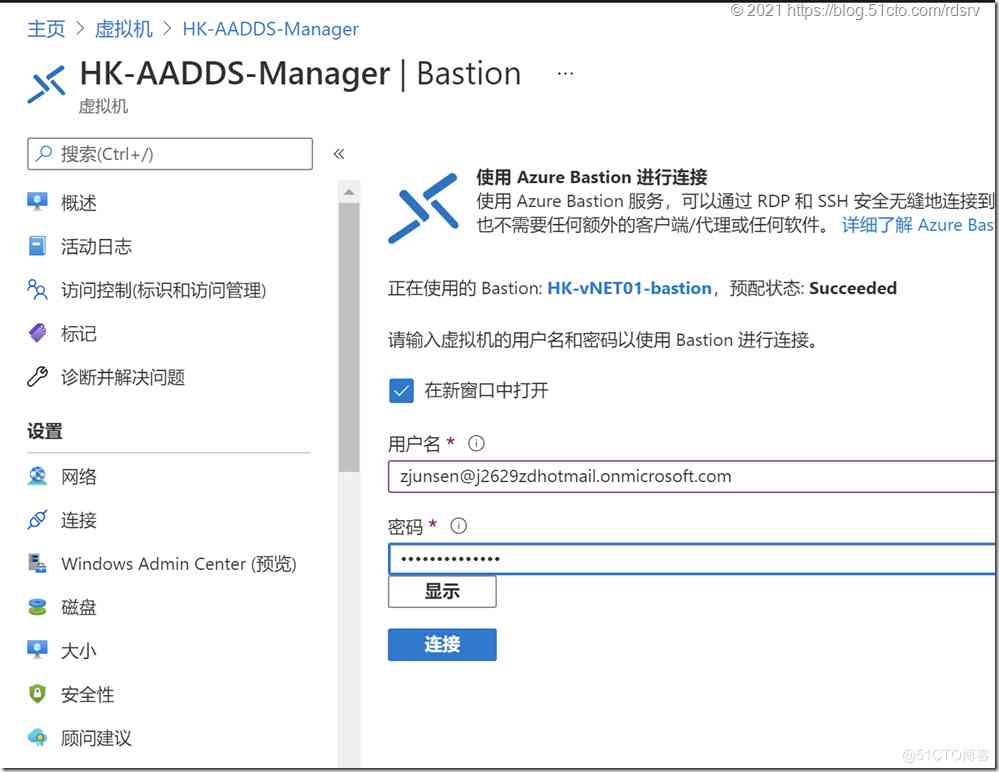 © 2021 https://blog.51cto.com/rdsrv
主页 > 虚拟机 > HK-AADDS-Manager
HK-AADDS-Manager | Bastion ...
虚拟机
搜索(Ctrl+/)
«
概述
活动日志
访问控制(标识和访问管理)
标记
诊断并解决问题
设置
网络
连接
Windows Admin Center (预览)
磁盘
大小
安全性
顾问建议
使用 Azure Bastion 进行连接
使用 Azure Bastion 服务，可以通过 RDP 和 SSH 安全无缝地连接到
也不需要任何额外的客户端/代理或任何软件。 详细了解 Azure Bas
正在使用的 Bastion: HK-vNET01-bastion，预配状态: Succeeded
请输入虚拟机的用户名和密码以使用 Bastion 进行连接。
在新窗口中打开
用户名 *
zjunsen@j2629zdhotmail.onmicrosoft.com
密码 *
••••••••••••••
显示
连接
@51CTO博客